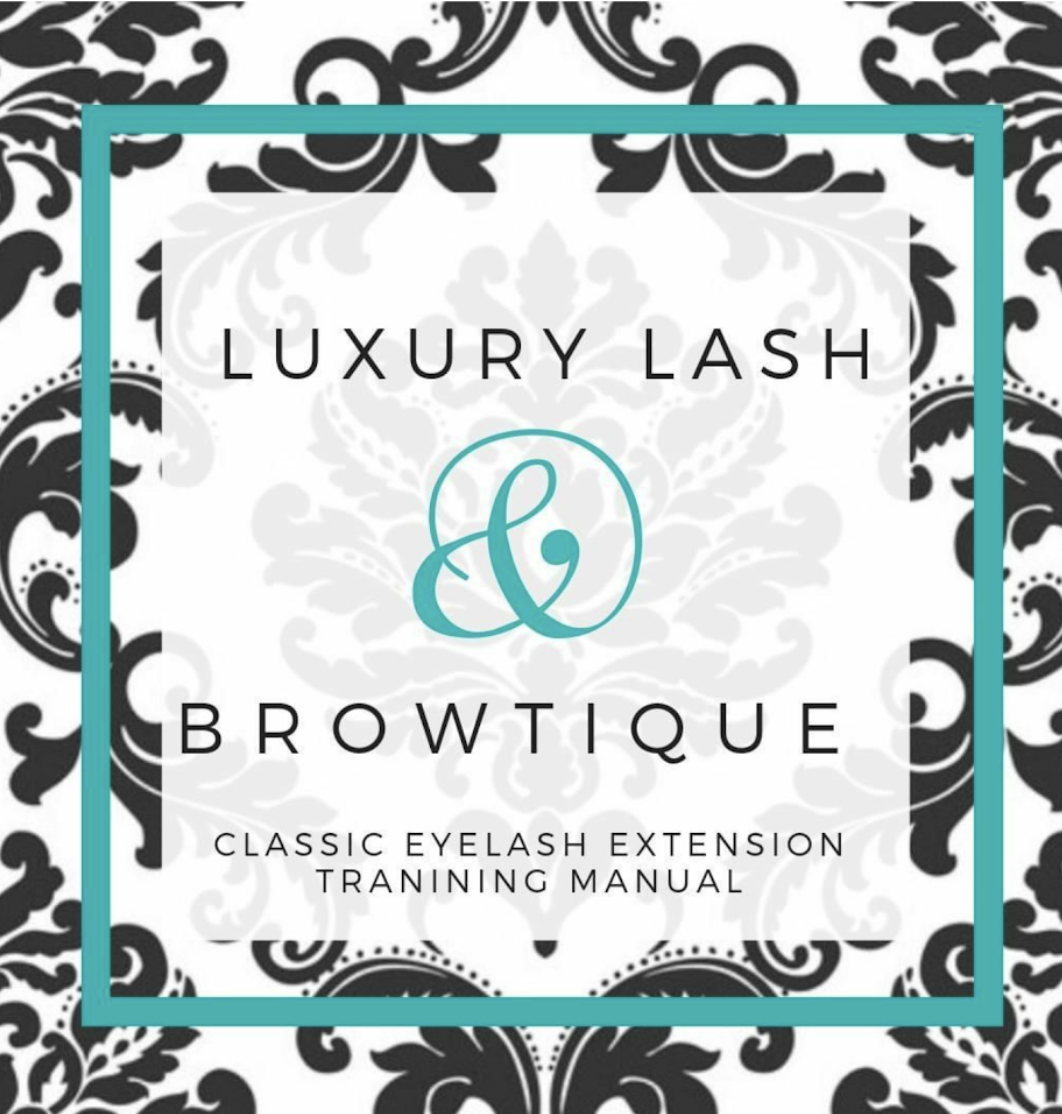 LUXURY LASH
&
BROWTIQUE
CLASSIC EYELASH EXTENSION
TRANINING MANUAL